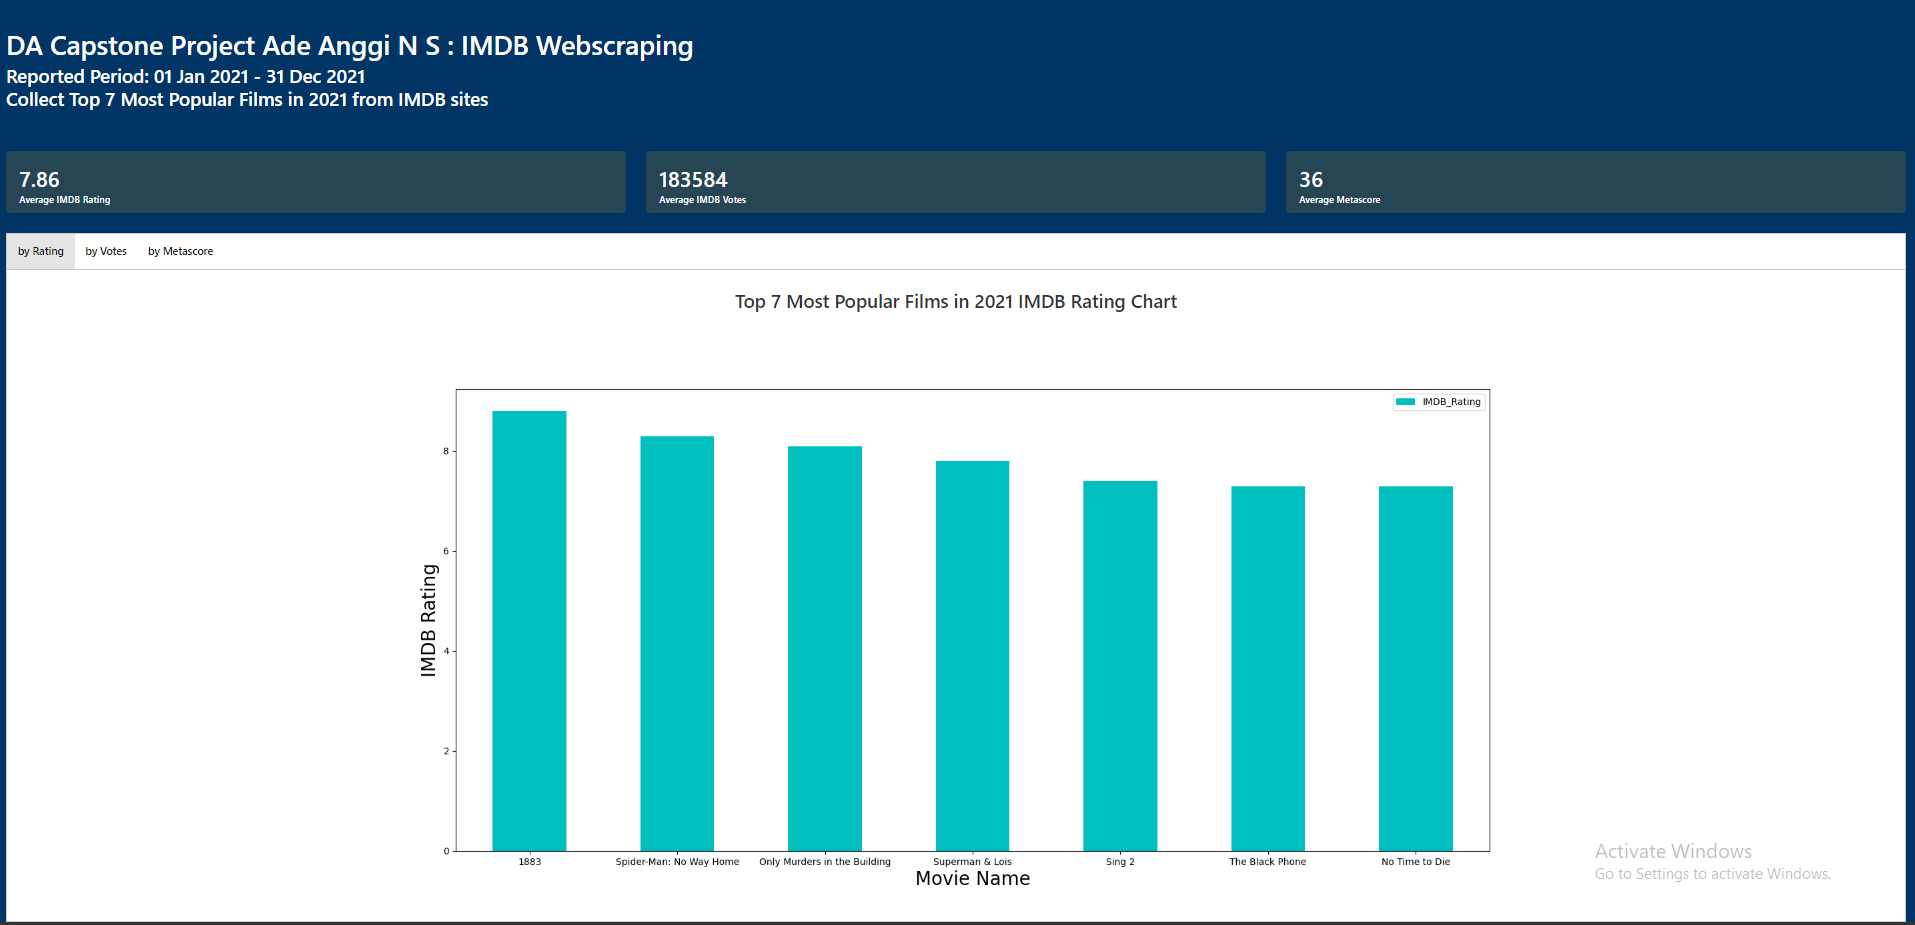 DA Capstone Project Ade Anggi N S : IMDB Webscraping
Reported Period: 01 Jan 2021 - 31 Dec 2021
Collect Top 7 Most Popular Films in 2021 from IMDB sites
7.86
Average IMDB Rating
183584
Average IMDB Votes
36
Average Metascore
by Rating by Votes by Metascore
Top 7 Most Popular Films in 2021 IMDB Rating Chart
IMDB_Rating
IMDB Rating
8
6
4
2
0
1883 Spider-Man: No Way Home Only Murders in the Building Superman & Lois Sing 2 The Black Phone No Time to Die
Movie Name
Activate Windows
Go to Settings to activate Windows.